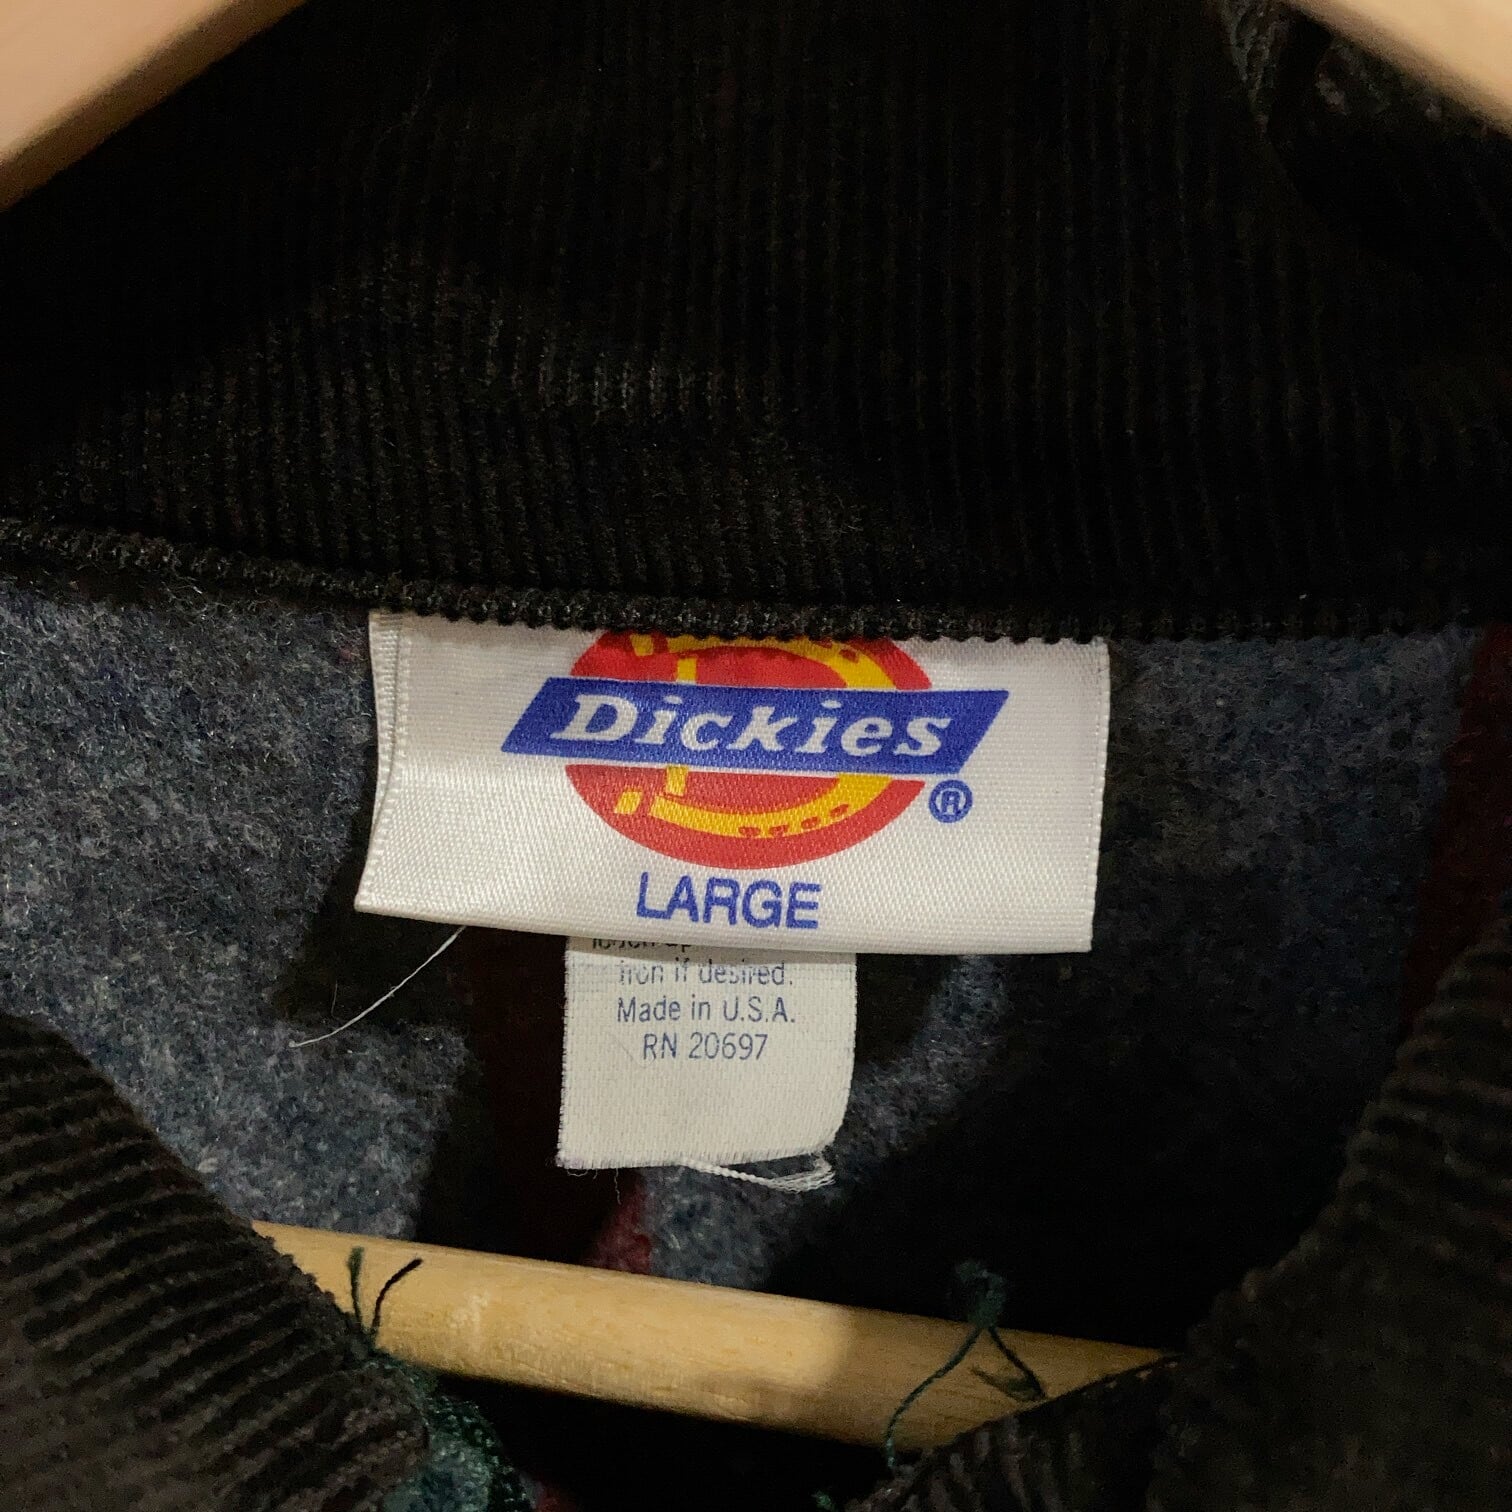 Dickies
®
LARGE
iron if desired.
Made in U.S.A.
RN 20697